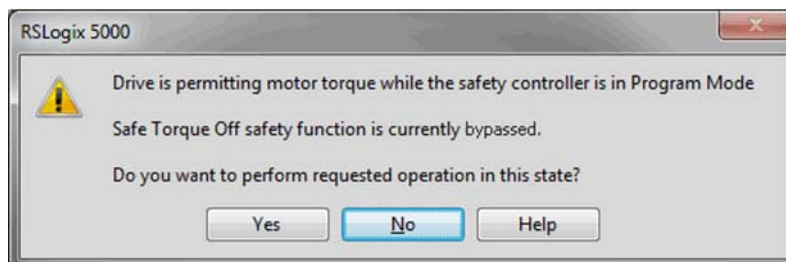 RSLogix 5000
Drive is permitting motor torque while the safety controller is in Program Mode
Safe Torque Off safety function is currently bypassed.
Do you want to perform requested operation in this state?
Yes
No
Help